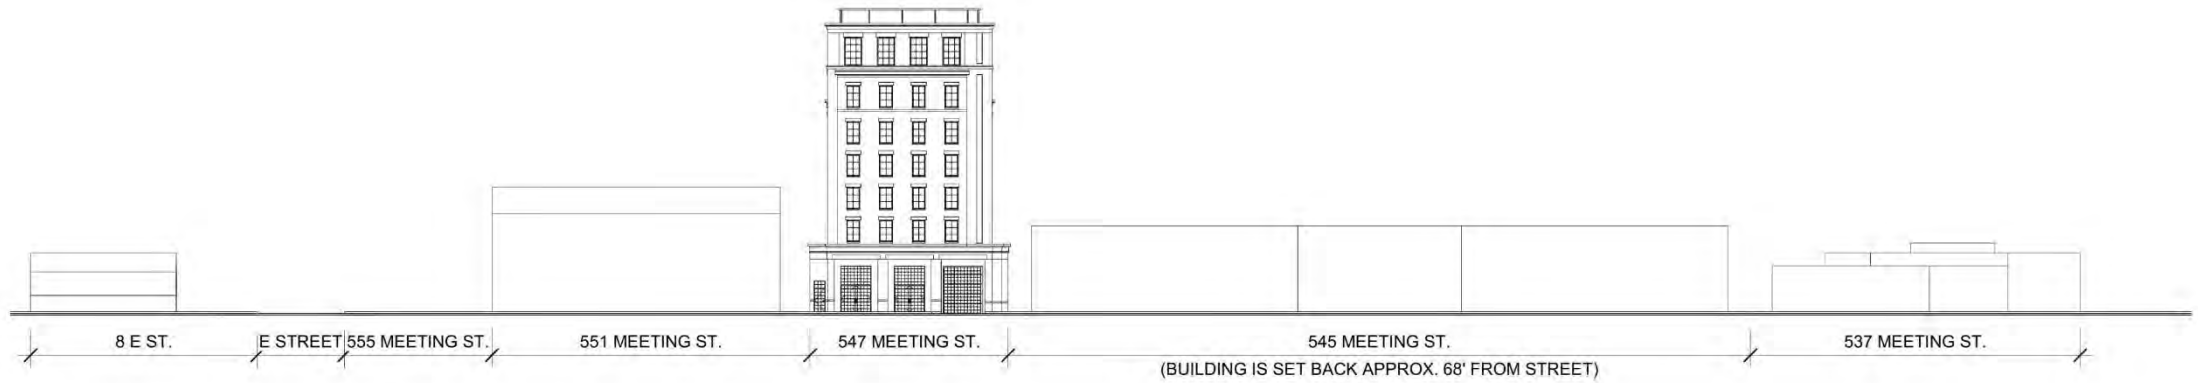 8 E ST.
E STREET
555 MEETING ST.
551 MEETING ST.
547 MEETING ST.
545 MEETING ST.
(BUILDING IS SET BACK APPROX. 68' FROM STREET)
537 MEETING ST.